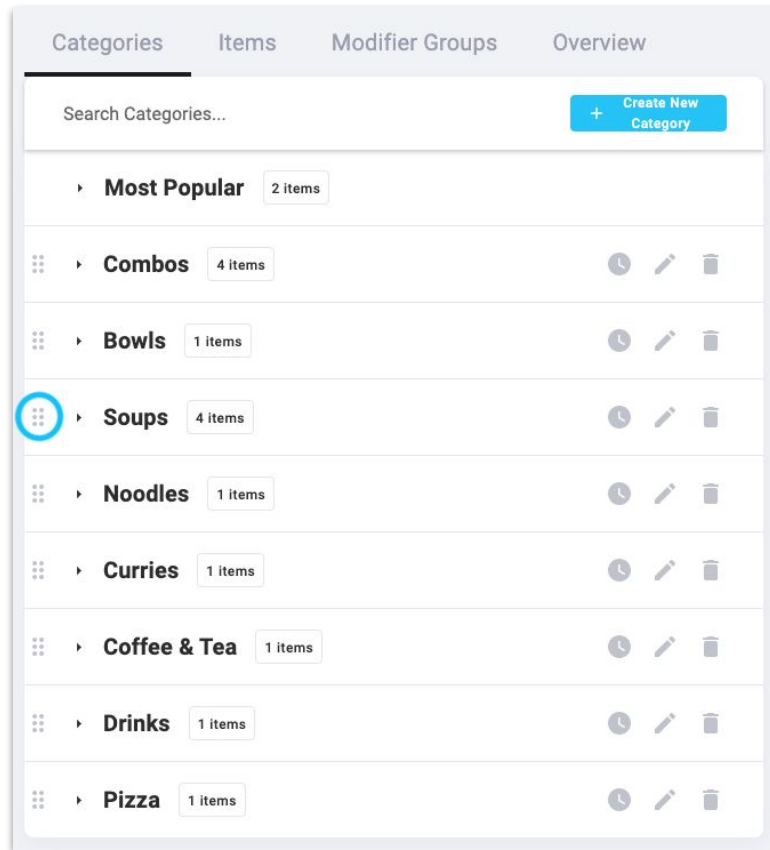 Categories Items Modifier Groups Overview
Search Categories...
+ Create New
Category
Most Popular 2 items
Combos 4 items
Bowls 1 items
Soups 4 items
Noodles 1 items
Curries 1 items
Coffee & Tea 1 items
Drinks 1 items
Pizza 1 items